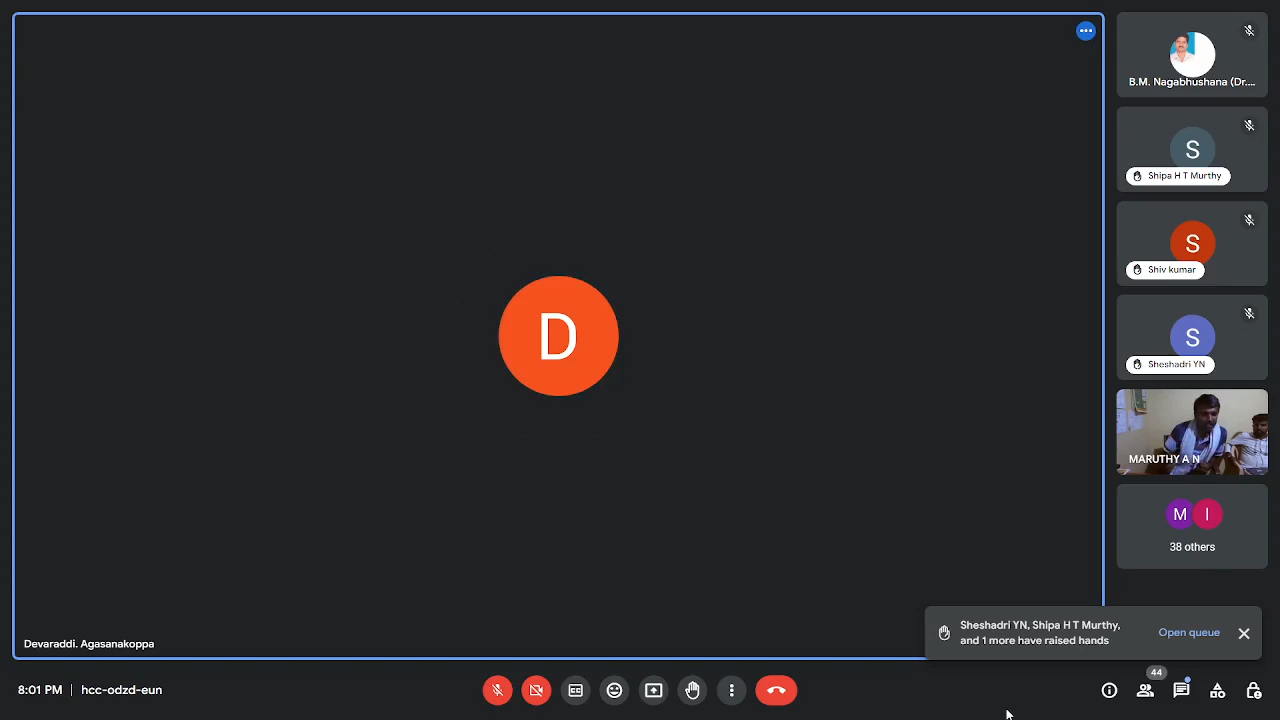 B.M. Nagabhushana (Dr....
S
Shipa H T Murthy
S
Shiv kumar
S
Sheshadri YN
MARUTHY A N
M I
38 others
D
Devaraddi. Agasanakoppa
Sheshadri YN, Shipa H T Murthy,
and 1 more have raised hands
Open queue
8:01 PM | hcc-odzd-eun
44